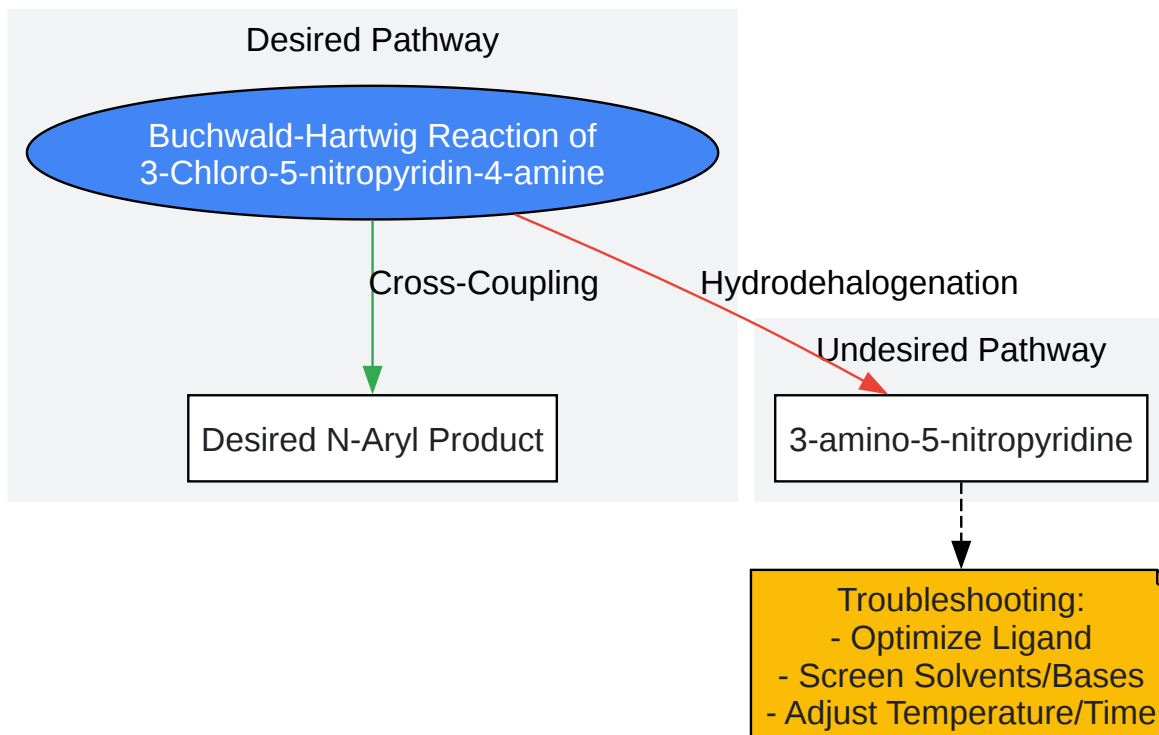 Desired Pathway
Buchwald-Hartwig Reaction of
3-Chloro-5-nitropyridin-4-amine
Cross-Coupling
Hydrodehalogenation
Undesired Pathway
Desired N-Aryl Product
3-amino-5-nitropyridine
Troubleshooting:
- Optimize Ligand
- Screen Solvents/Bases
- Adjust Temperature/Time